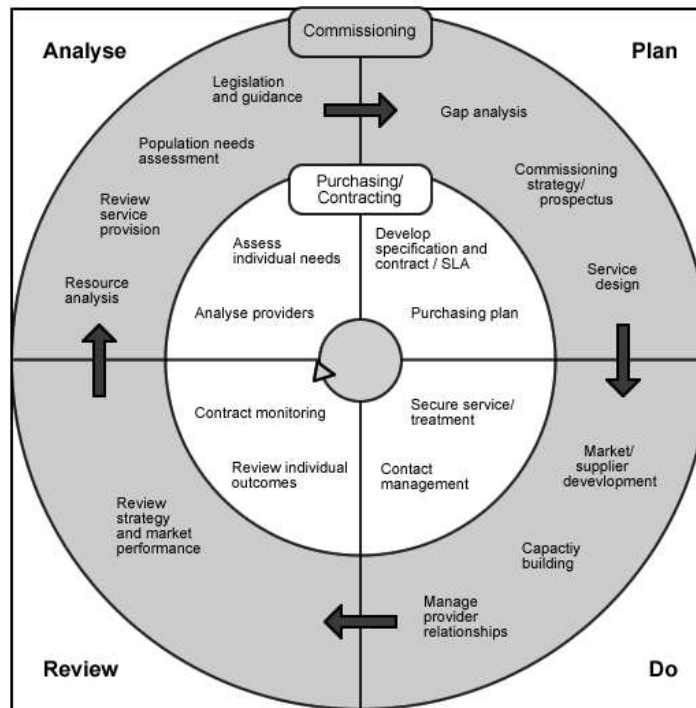 Commissioning
Analyse
Plan
Legislation
and guidance
Gap analysis
Population needs
assessment
Commissioning
strategy/
prospectus
Purchasing/
Contracting
Review
service
provision
Assess
individual needs
Develop
specification and
contract / SLA
Resource
analysis
Service
design
Analyse providers
Purchasing plan
Contract monitoring
Secure service/
treatment
Review individual
outcomes
Contact
management
Market/
supplier
devevlopment
Review
strategy
and market
performance
Capactiy
building
Manage
provider
relationships
Review
Do